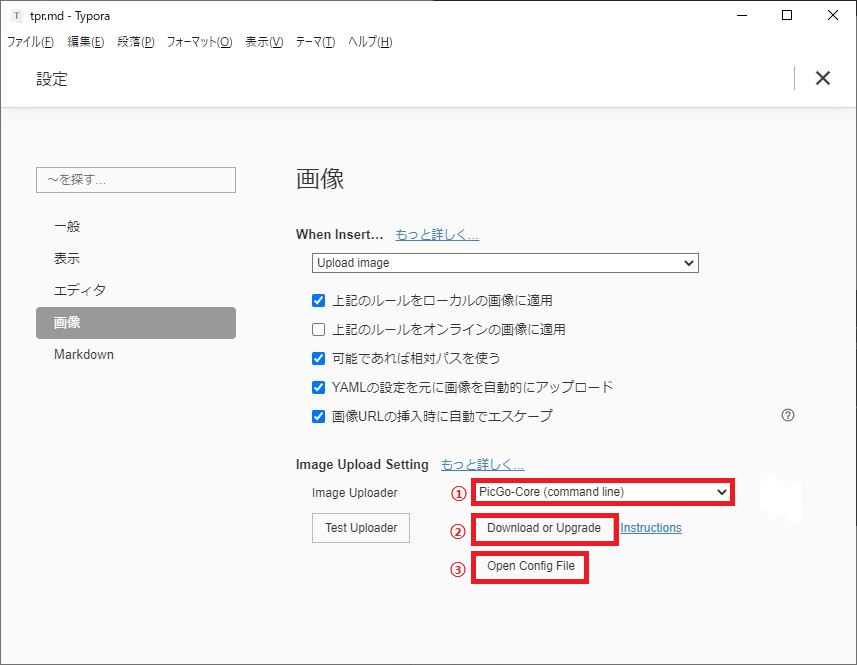 T tpr.md - Typora
ファイル(F) 編集(E) 段落(P) フォーマット(O) 表示(V) テーマ(T) ヘルプ(H)
設定
～を探す...
一般
表示
エディタ
画像
Markdown
画像
When Insert... もっと詳しく...
Upload image
上記のルールをローカルの画像に適用
上記のルールをオンラインの画像に適用
可能であれば相対パスを使う
YAMLの設定を元に画像を自動的にアップロード
画像URLの挿入時に自動でエスケープ
Image Upload Setting もっと詳しく...
Image Uploader ① PicGo-Core (command line)
Test Uploader ② Download or Upgrade Instructions
③ Open Config File